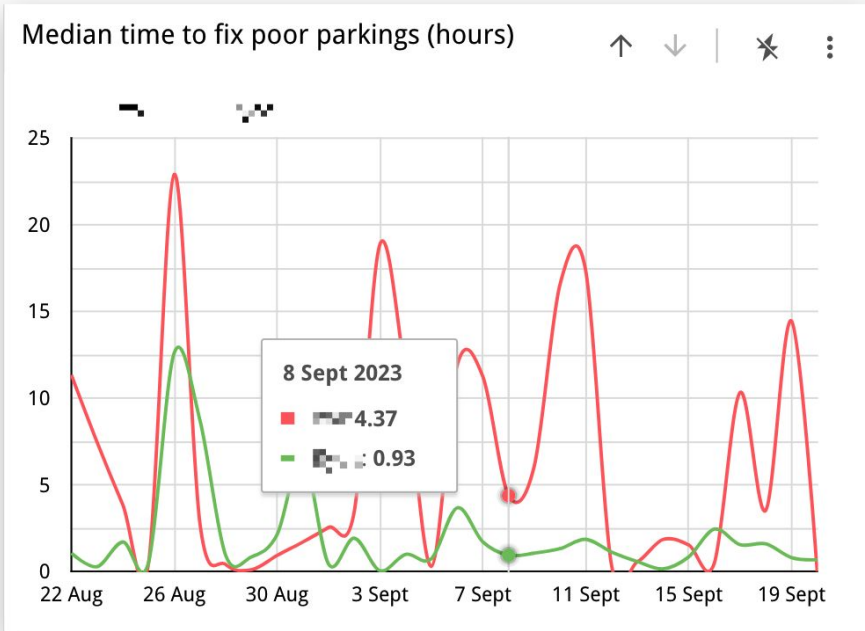 Median time to fix poor parkings (hours)
25
20
15
10
5
0
8 Sept 2023
4.37
: 0.93
22 Aug 26 Aug 30 Aug 3 Sept 7 Sept 11 Sept 15 Sept 19 Sept